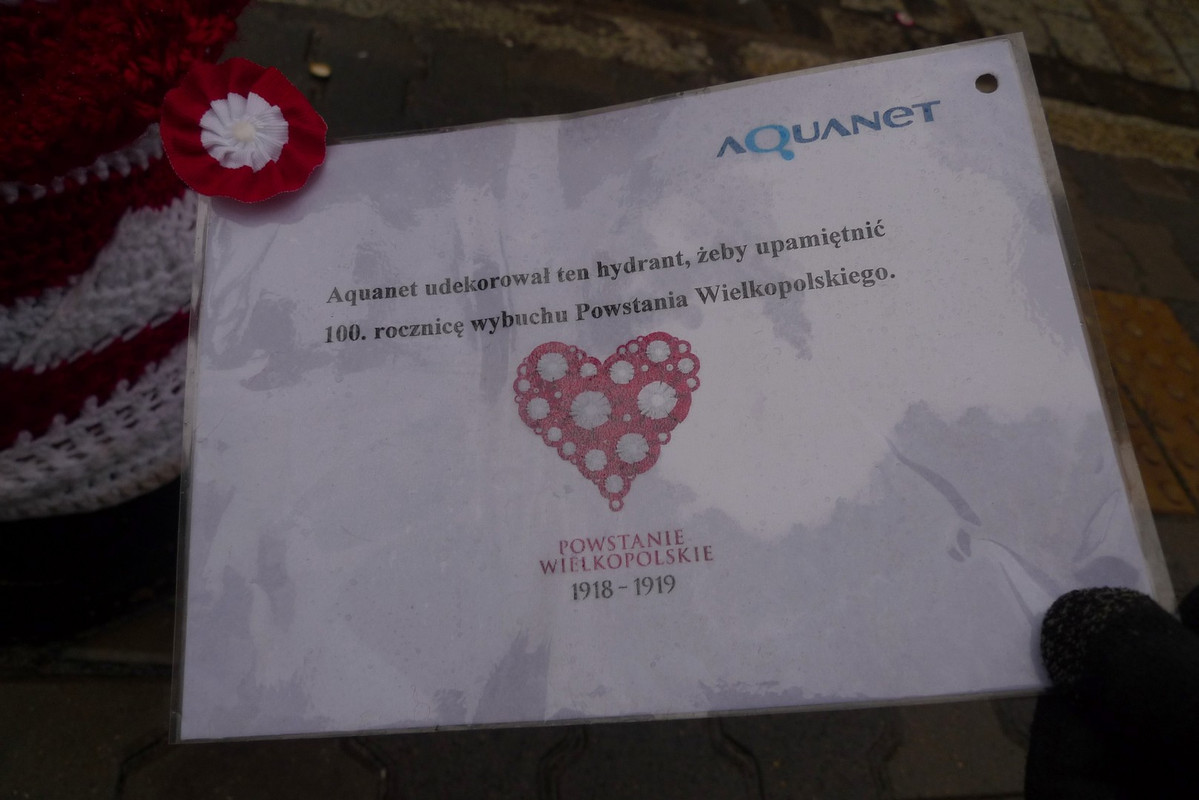 AQUANET
Aquanet udekorował ten hydrant, żeby upamiętnić
100. rocznicę wybuchu Powstania Wielkopolskiego.
POWSTANIE
WIELKOPOLSKIE
1918 – 1919